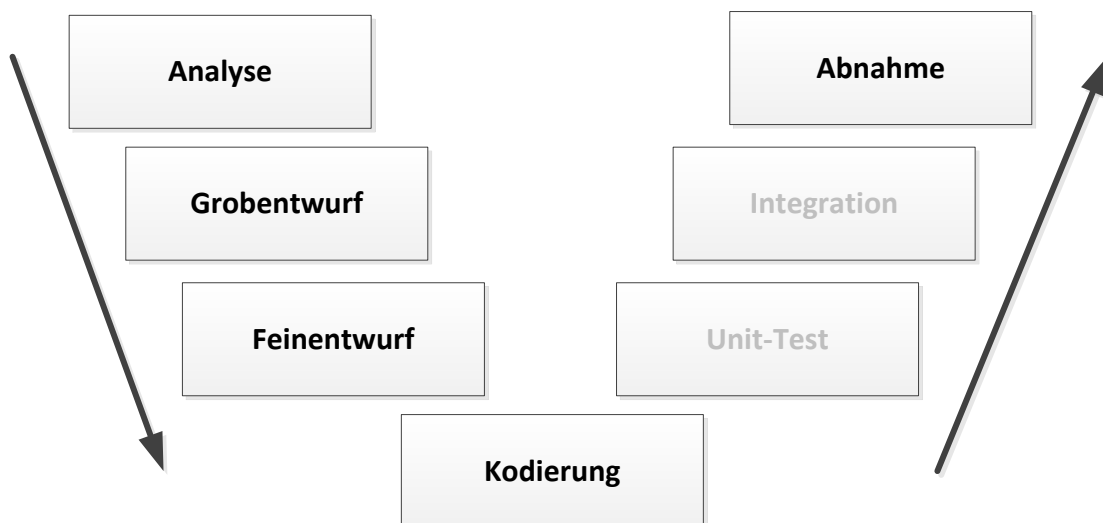 Analyse
Abnahme
Grobentwurf
Integration
Feinentwurf
Unit-Test
Kodierung